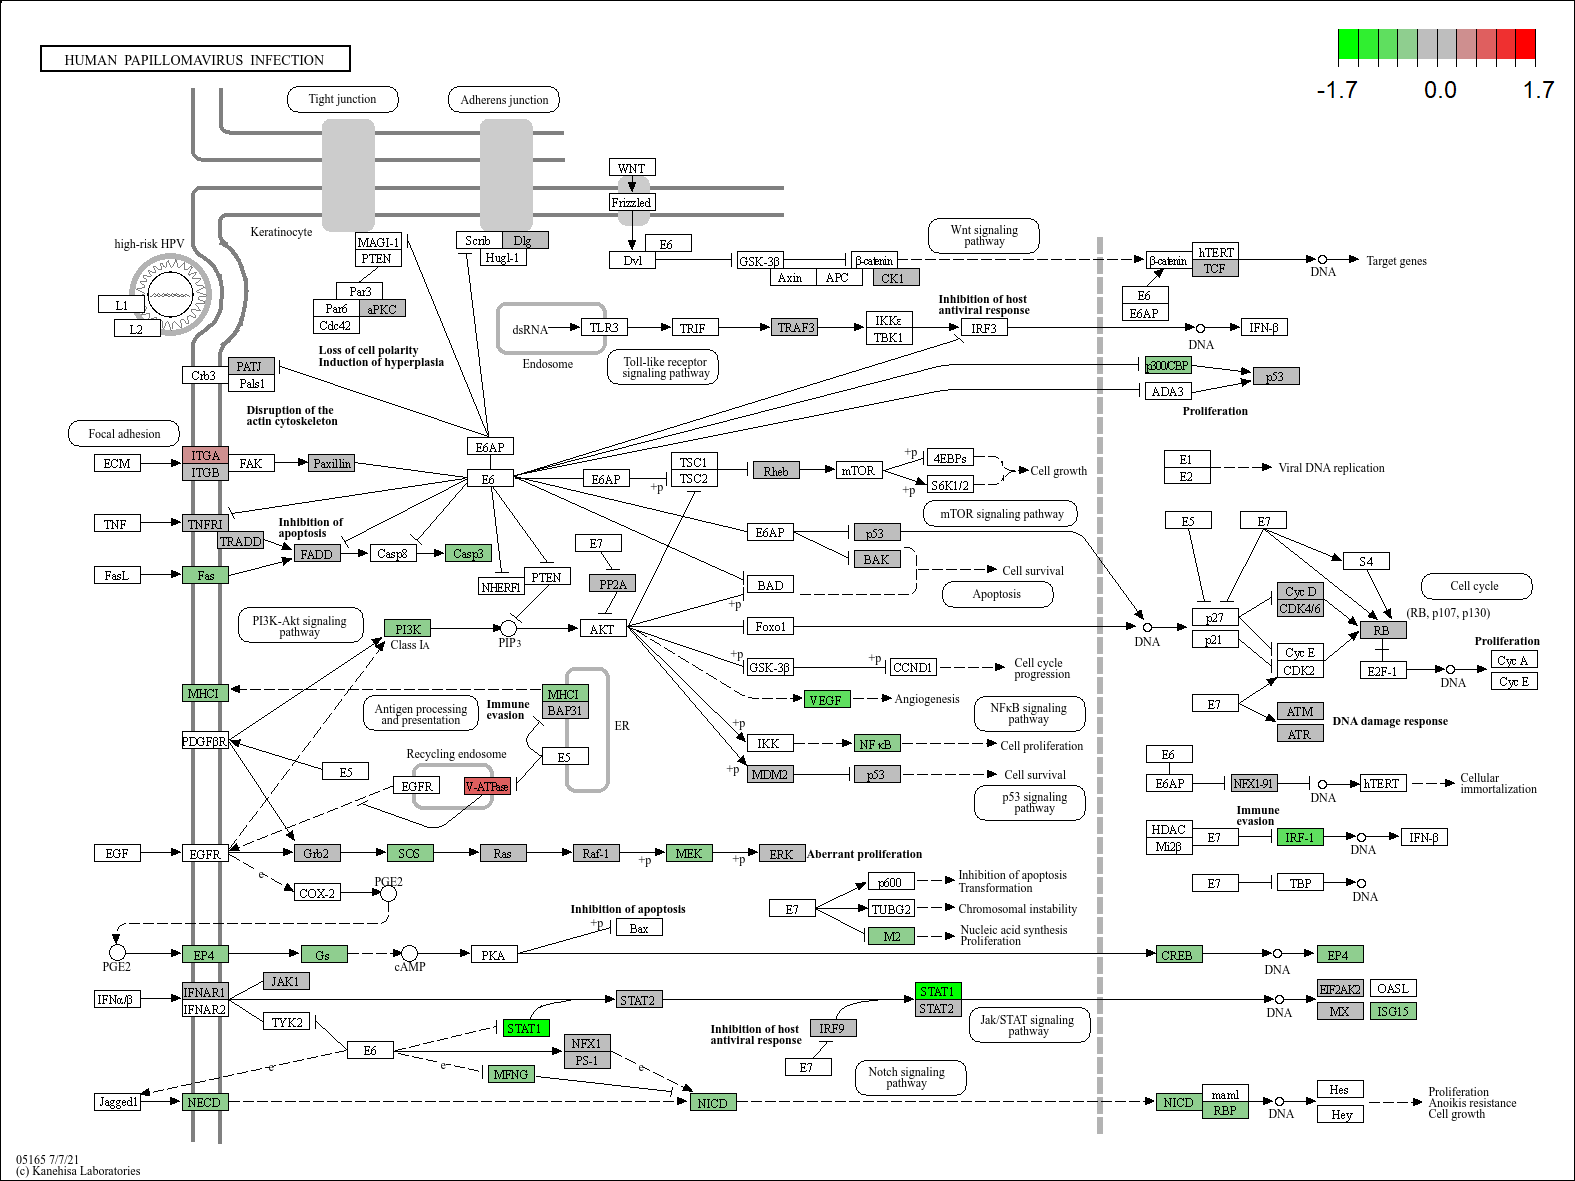 HUMAN PAPILLOMAVIRUS INFECTION
-1.7
0.0
1.7
Tight junction
Adherens junction
WNT
Frizzled
Keratinocyte
high-risk HPV
L1
L2
MAGI-1
PTEN
Par3
Par6
aPKC
Cdc42
Scrib
Dlg
Hugl-1
E6
Dvl
GSK-3β
β-catenin
Axin
APC
CK1
Wnt signaling
pathway
β-catenin
hTERT
TCF
DNA
Target genes
E6
E6AP
Loss of cell polarity
Induction of hyperplasia
dsRNA
TLR3
Endosome
TRIF
TRAF3
IKKε
TBK1
Inhibition of host
antiviral response
IRF3
DNA
IFN-β
Toll-like receptor
signaling pathway
Crb3
PATJ
Pals1
p300/CBP
ADA3
p53
Proliferation
Disruption of the
actin cytoskeleton
Focal adhesion
ECM
ITGA
ITGB
FAK
Paxillin
E6AP
E6
E6AP
+p
TSC1
TSC2
Rheb
mTOR
+p
+p
4EBPs
S6K1/2
Cell growth
mTOR signaling pathway
E1
E2
Viral DNA replication
TNF
TNFR1
TRADD
Inhibition of
apoptosis
FADD
Casp8
Casp3
FasL
Fas
NHERF1
PTEN
E7
PP2A
E6AP
p53
BAK
BAD
+p
Cell survival
Apoptosis
E5
E7
S4
p27
p21
Cyc D
CDK4/6
Cyc E
CDK2
RB
(RB, p107, p130)
Cell cycle
E2F-1
DNA
Proliferation
Cyc A
Cyc E
PI3K-Akt signaling
pathway
PI3K
Class IA
PIP3
AKT
Foxo1
DNA
+p
GSK-3β
+p
CCND1
Cell cycle
progression
VEGF
Angiogenesis
E7
ATM
ATR
DNA damage response
MHCI
Antigen processing
and presentation
Immune
evasion
MHCI
BAP31
ER
E5
NFκB signaling
pathway
+p
IKK
NFκB
Cell proliferation
+p
MDM2
p53
Cell survival
p53 signaling
pathway
PDGFβR
E5
Recycling endosome
EGFR
V-ATPase
E6
E6AP
NFX1-91
DNA
hTERT
Cellular
immortalization
Immune
evasion
HDAC
Mi2β
E7
IRF-1
DNA
IFN-β
EGF
EGFR
Grb2
SOS
Ras
Raf-1
+p
MEK
+p
ERK
Aberrant proliferation
e
COX-2
PGE2
E7
TBP
DNA
E7
p600
Inhibition of apoptosis
Transformation
TUBG2
Chromosomal instability
M2
Nucleic acid synthesis
Proliferation
Inhibition of apoptosis
+p
Bax
PGE2
EP4
Gs
cAMP
PKA
CREB
DNA
EP4
IFNα/β
IFNAR1
IFNAR2
JAK1
TYK2
STAT2
STAT1
STAT1
STAT2
DNA
EIF2AK2
OASL
MX
ISG15
Inhibition of host
antiviral response
IRF9
E7
Jak/STAT signaling
pathway
E6
NFX1
PS-1
e
e
e
MFNG
Notch signaling
pathway
Jagged1
NECD
NICD
NICD
maml
RBP
DNA
Hes
Hey
Proliferation
Anoikis resistance
Cell growth
05165 7/7/21
(c) Kanehisa Laboratories